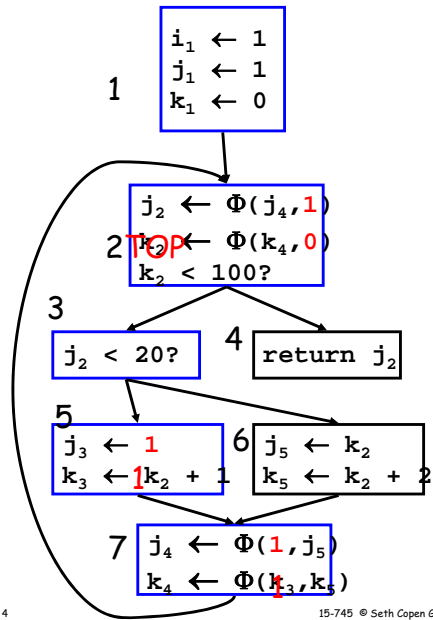 1
i₁ ← 1
j₁ ← 1
k₁ ← 0
2
j₂ ← Φ(j₄,1)
k₂ ← Φ(k₄,0)
TOP
k₂ < 100?
3
j₂ < 20?
4
return j₂
5
j₃ ← 1
k₃ ← k₂ + 1
1
6
j₅ ← k₂
k₅ ← k₂ + 2
7
j₄ ← Φ(1,j₅)
k₄ ← Φ(k₃,k₅)
1
4
15-745 © Seth Copen G